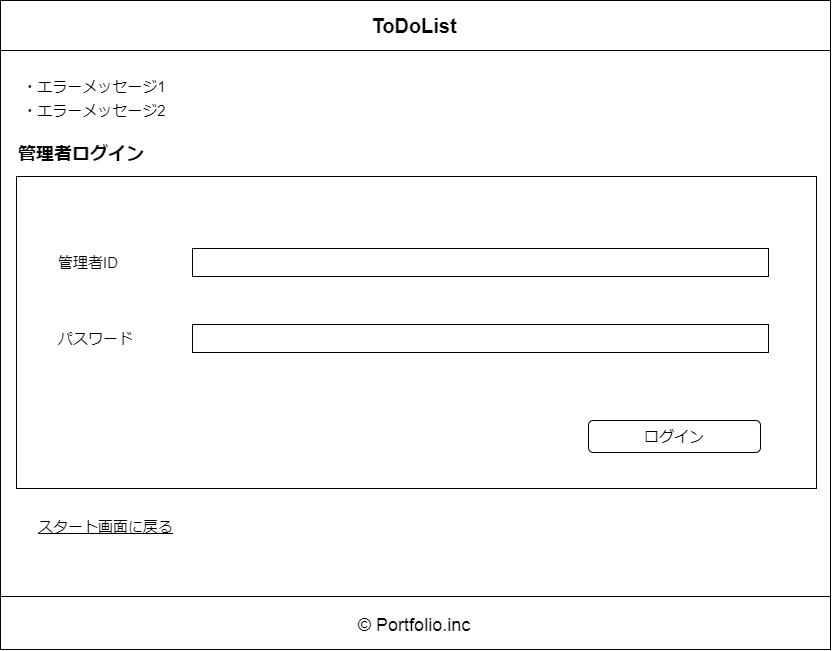 ToDoList
・エラーメッセージ1
・エラーメッセージ2
管理者ログイン
管理者ID
パスワード
ログイン
スタート画面に戻る
© Portfolio.inc